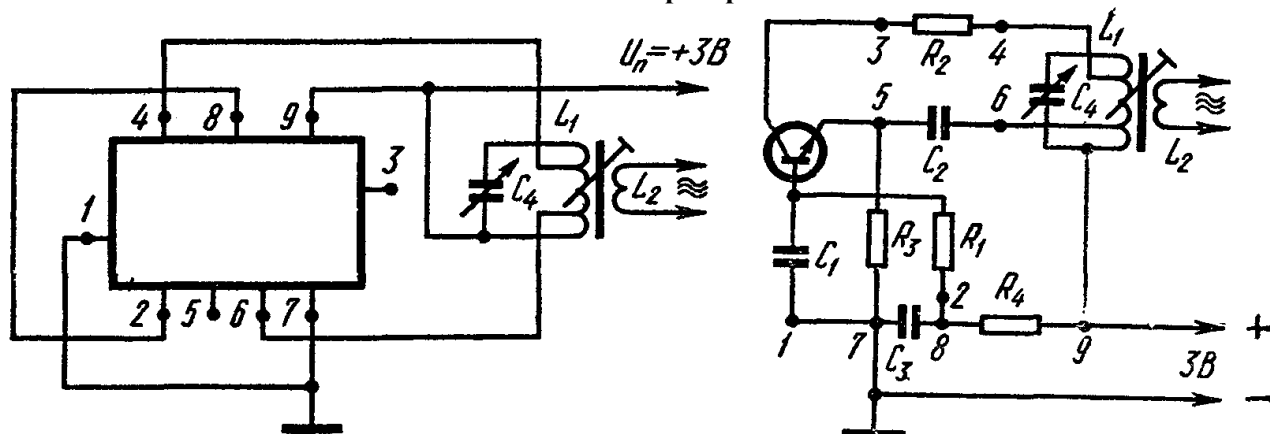 Uп=+3В
4 8 9
L1
3
C4
L2
1
2 5 6 7
3 R2 4
L1
5 6
C4
C2
L2
R3 R1
C1
2 R4
1 7 C3 8 9
+
3В
−